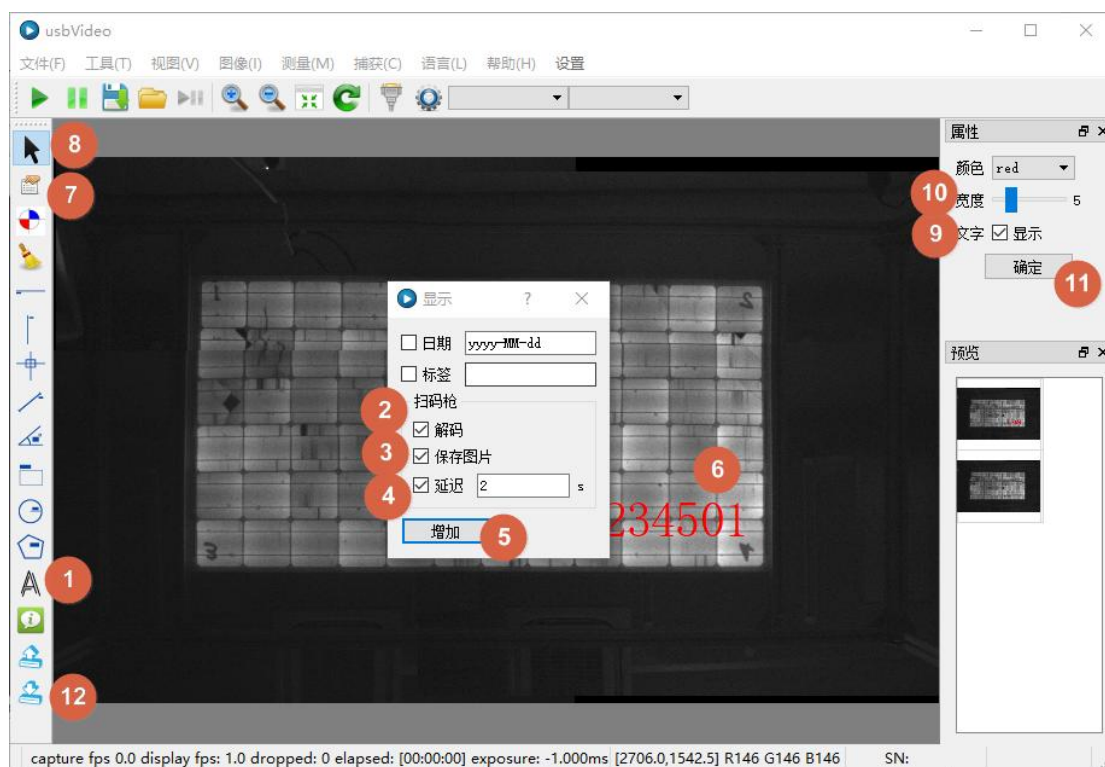 usbVideo
文件(F) 工具(T) 视图(V) 图像(I) 测量(M) 捕获(C) 语言(L) 帮助(H) 设置
8
7
1
12
1
2
3
显示 ?
日期 yyyy-MM-dd
标签
扫码枪
2
解码
3
保存图片
4
延迟 2 s
增加
5
6
234501
属性
颜色 red
10
宽度 5
9
文字 显示
确定
11
预览
capture fps 0.0 display fps: 1.0 dropped: 0 elapsed: [00:00:00] exposure: -1.000ms [2706.0,1542.5] R146 G146 B146 SN: